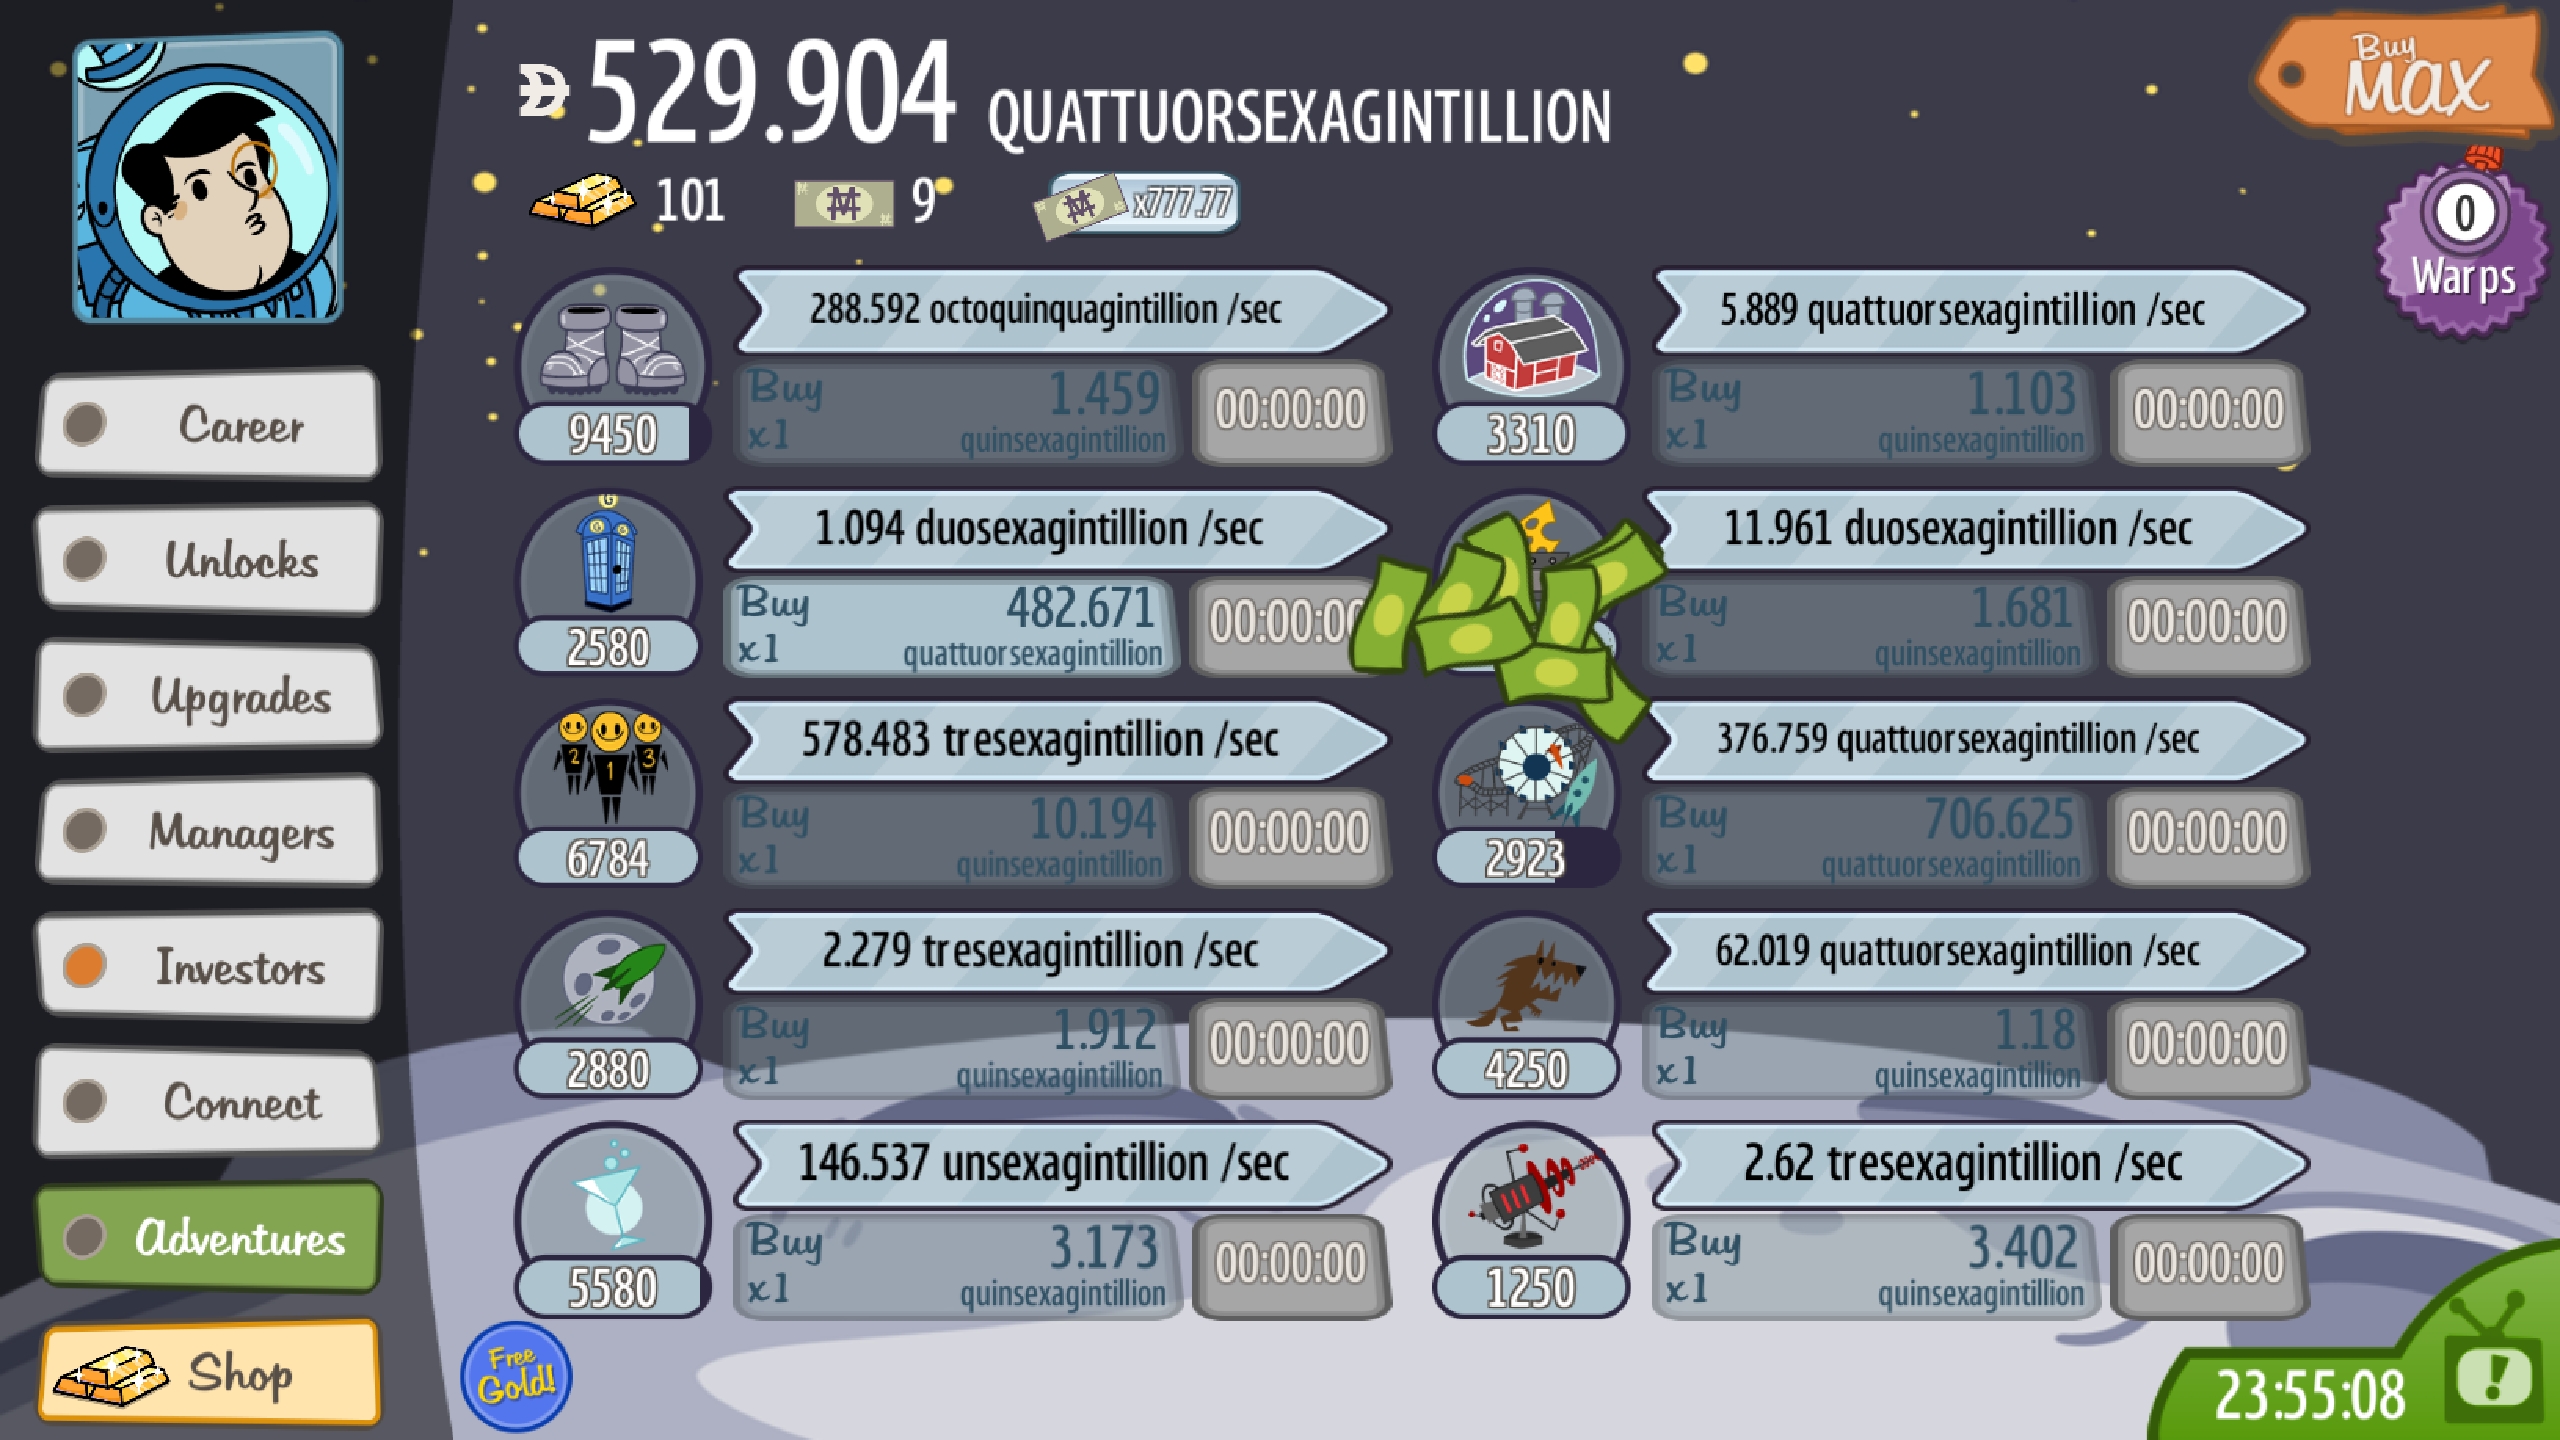 529.904 QUATTUORSEXAGINTILLION
Buy
MAX
101
9
x777.77
0
Warps
Career
Unlocks
Upgrades
Managers
Investors
Connect
Adventures
Shop
288.592 octoquinquagintillion /sec
Buy
x1
1.459
quinsexagintillion
00:00:00
9450
5.889 quattuorsexagintillion /sec
Buy
x1
1.103
quinsexagintillion
00:00:00
3310
G
G G
1.094 duosexagintillion /sec
Buy
x1
482.671
quattuorsexagintillion
00:00:00
2580
11.961 duosexagintillion /sec
Buy
x1
1.681
quinsexagintillion
00:00:00
2 1 3
578.483 tresexagintillion /sec
Buy
x1
10.194
quinsexagintillion
00:00:00
6784
376.759 quattuorsexagintillion /sec
Buy
x1
706.625
quattuorsexagintillion
00:00:00
2923
2.279 tresexagintillion /sec
Buy
x1
1.912
quinsexagintillion
00:00:00
2880
62.019 quattuorsexagintillion /sec
Buy
x1
1.18
quinsexagintillion
00:00:00
4250
146.537 unsexagintillion /sec
Buy
x1
3.173
quinsexagintillion
00:00:00
5580
2.62 tresexagintillion /sec
Buy
x1
3.402
quinsexagintillion
00:00:00
1250
Free
Gold!
23:55:08
!